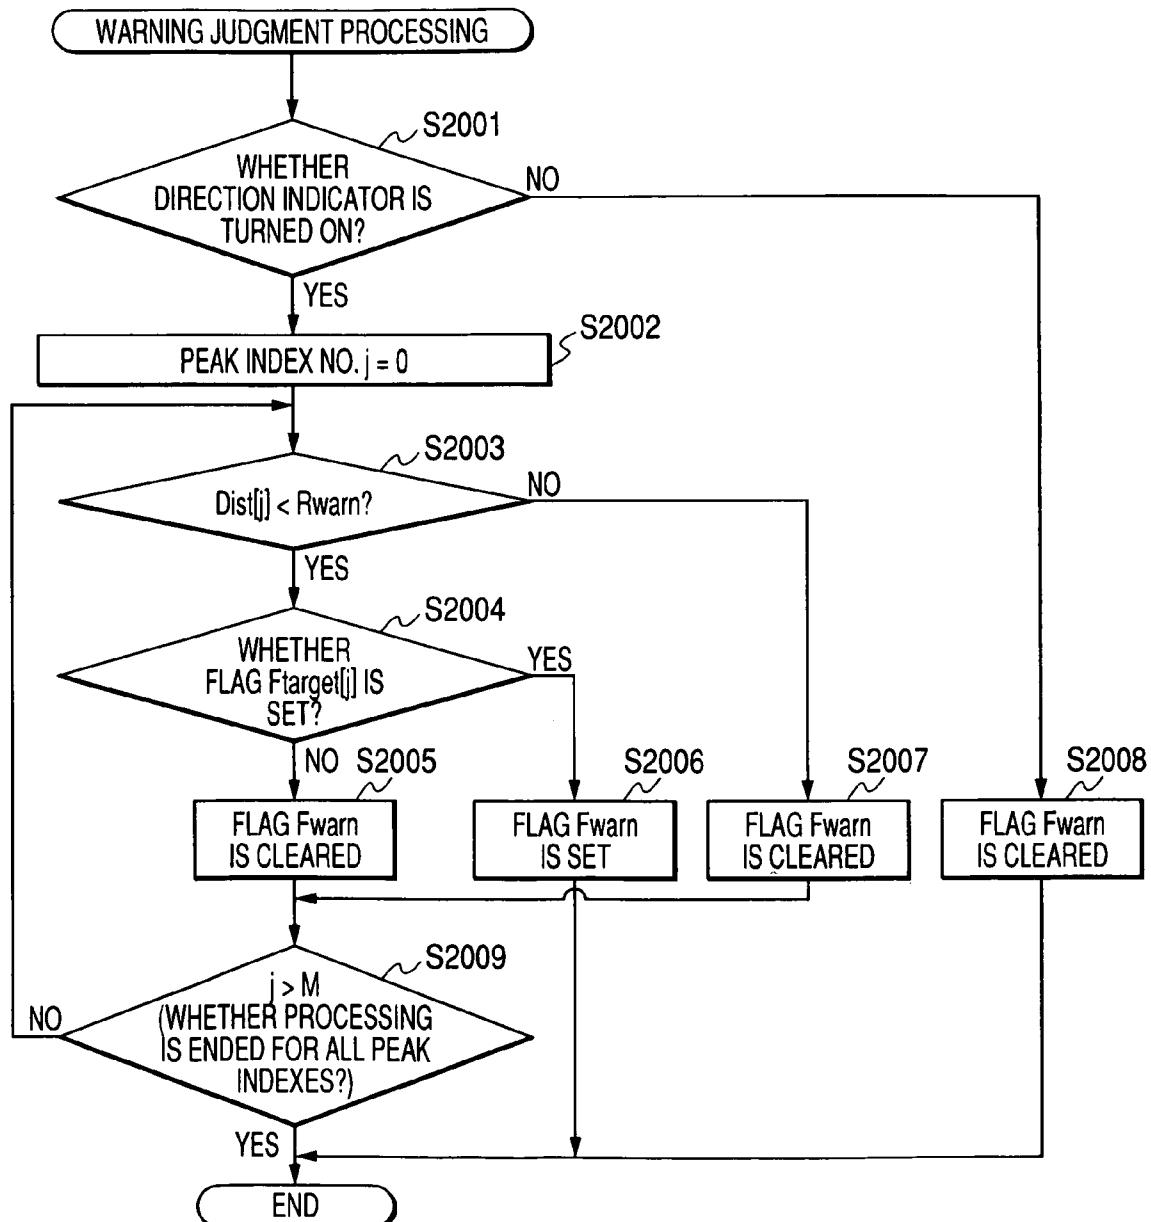 WARNING JUDGMENT PROCESSING
S2001
WHETHER
DIRECTION INDICATOR IS
TURNED ON?
NO
YES
S2002
PEAK INDEX NO. j = 0
S2003
Dist[j] < Rwarn?
NO
YES
S2004
WHETHER
FLAG Ftarget[j] IS
SET?
YES
NO
S2005
FLAG Fwarn
IS CLEARED
S2006
FLAG Fwarn
IS SET
S2007
FLAG Fwarn
IS CLEARED
S2008
FLAG Fwarn
IS CLEARED
S2009
j > M
(WHETHER PROCESSING
IS ENDED FOR ALL PEAK
INDEXES?)
NO
YES
END